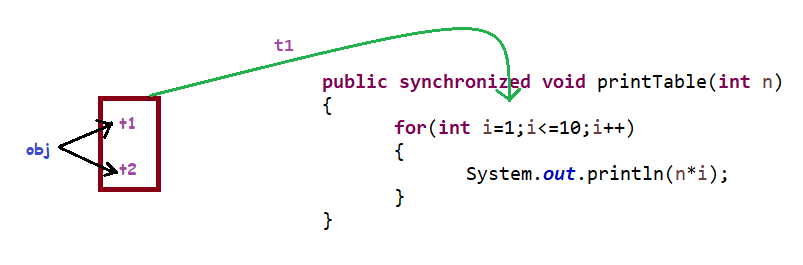 t1
public synchronized void printTable(int n)
{
for(int i=1;i<=10;i++)
{
System.out.println(n*i);
}
}
obj
t1
t2